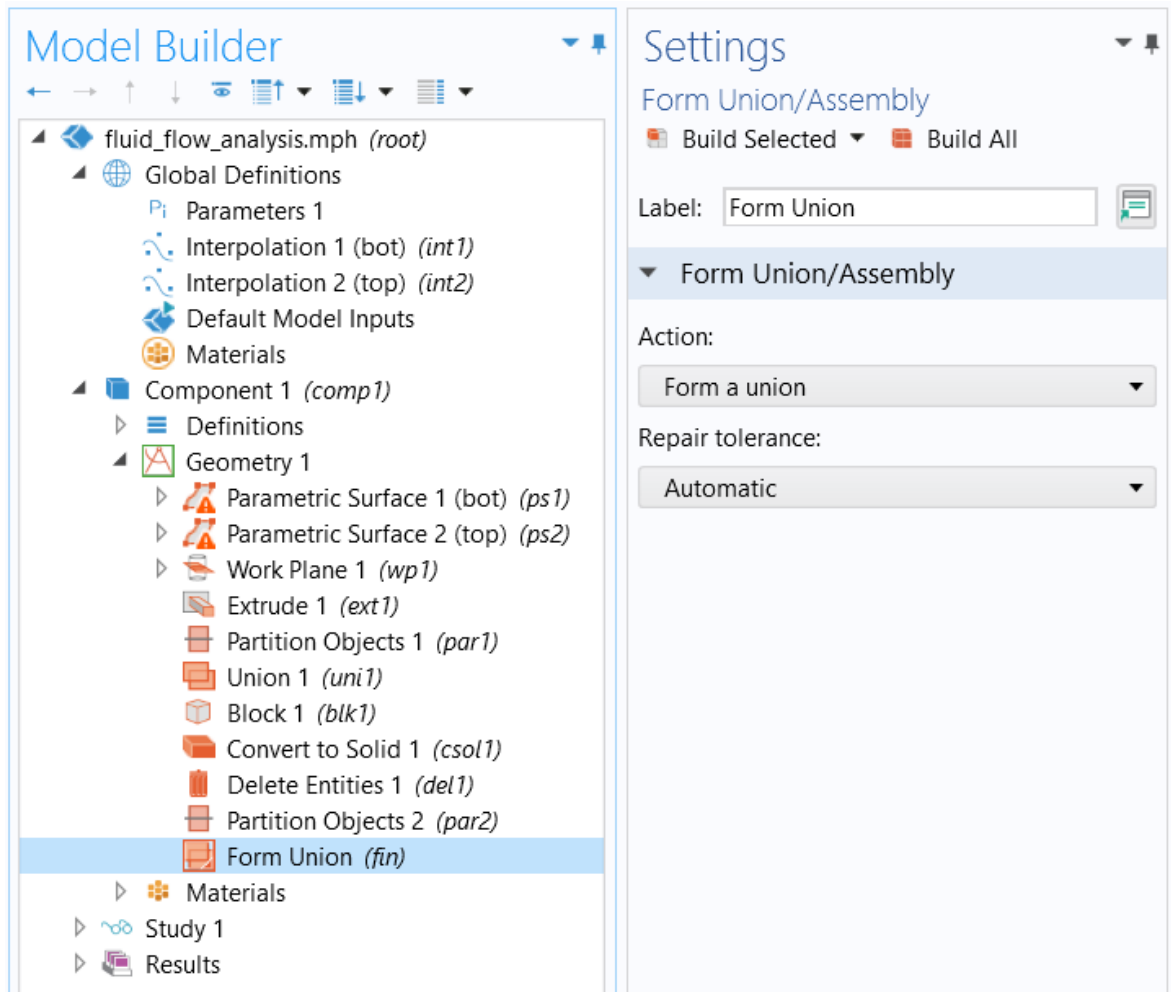 Model Builder
fluid_flow_analysis.mph (root)
Global Definitions
Pi Parameters 1
Interpolation 1 (bot) (int1)
Interpolation 2 (top) (int2)
Default Model Inputs
Materials
Component 1 (comp1)
Definitions
Geometry 1
Parametric Surface 1 (bot) (ps1)
Parametric Surface 2 (top) (ps2)
Work Plane 1 (wp1)
Extrude 1 (ext1)
Partition Objects 1 (par1)
Union 1 (uni1)
Block 1 (blk1)
Convert to Solid 1 (csol1)
Delete Entities 1 (del1)
Partition Objects 2 (par2)
Form Union (fin)
Materials
Study 1
Results
Settings
Form Union/Assembly
Build Selected Build All
Label: Form Union
Form Union/Assembly
Action:
Form a union
Repair tolerance:
Automatic